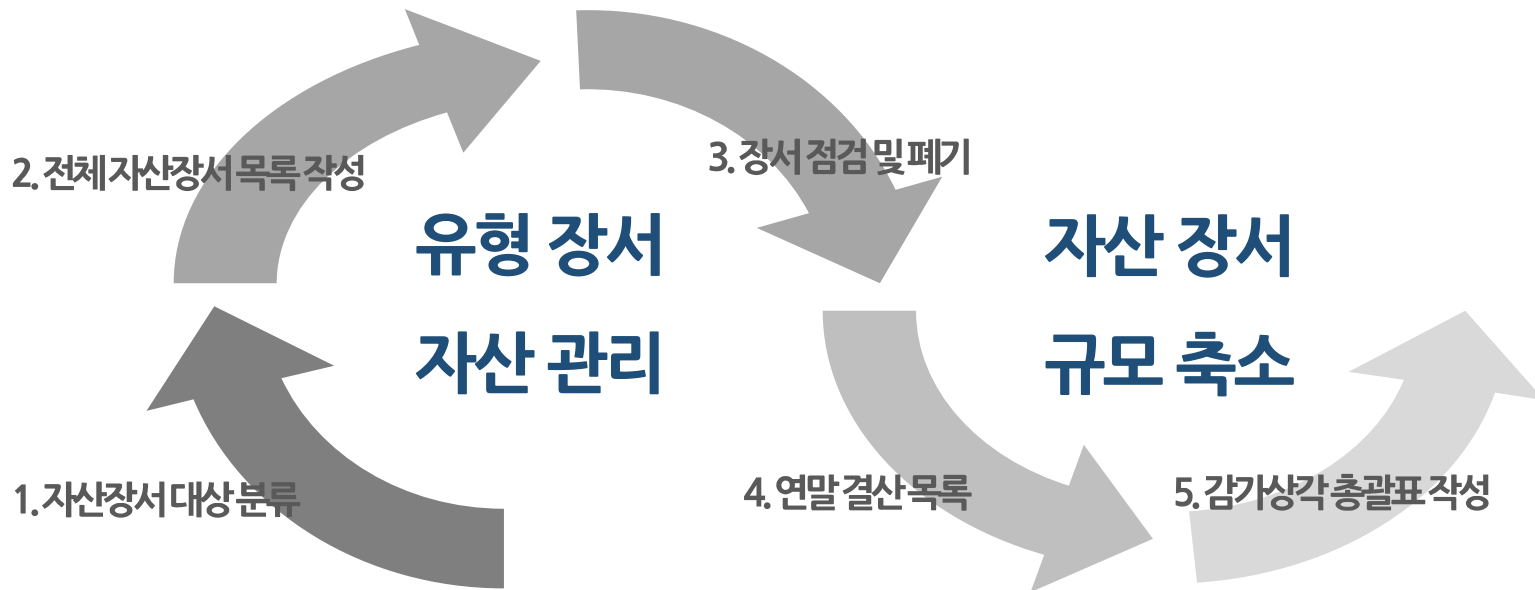 2. 전체 자산장서 목록 작성
3. 장서 점검 및 폐기
유형 장서
자산 관리
자산 장서
규모 축소
1. 자산장서 대상 분류
4. 연말 결산 목록
5. 감가상각 총괄표 작성